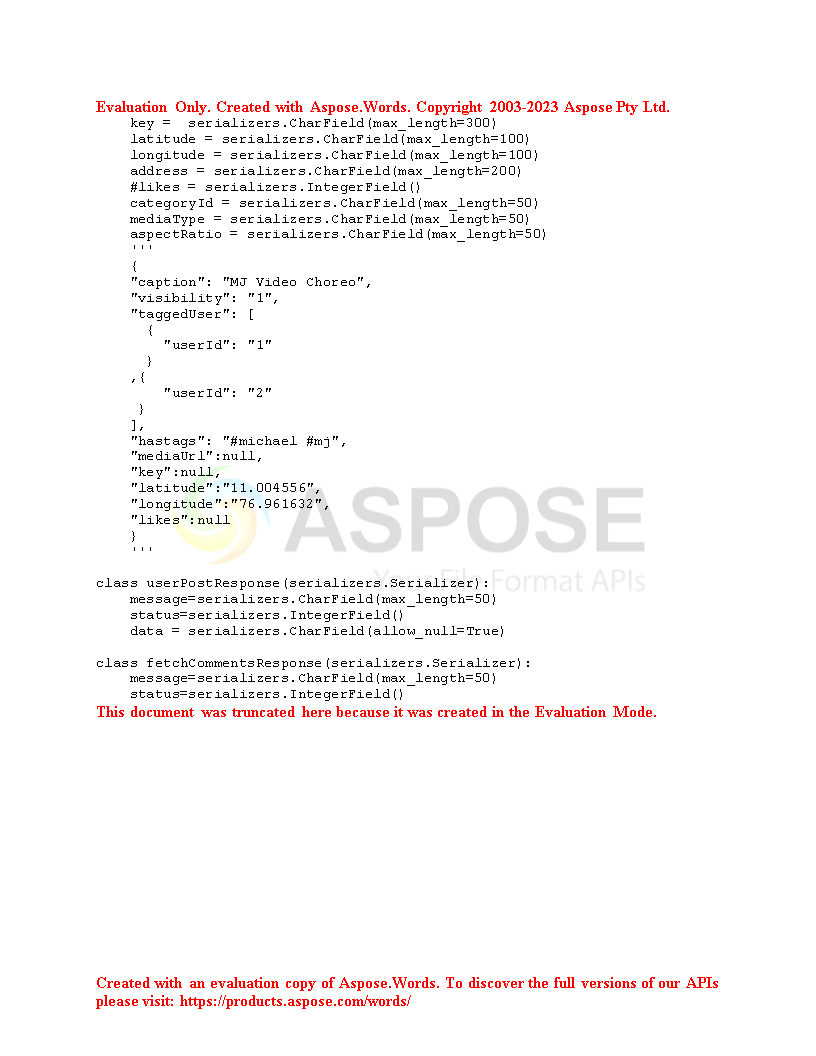 Evaluation Only. Created with Aspose.Words. Copyright 2003-2023 Aspose Pty Ltd.
    key =  serializers.CharField(max_length=300)
    latitude = serializers.CharField(max_length=100)
    longitude = serializers.CharField(max_length=100)
    address = serializers.CharField(max_length=200)
    #likes = serializers.IntegerField()
    categoryId = serializers.CharField(max_length=50)
    mediaType = serializers.CharField(max_length=50)
    aspectRatio = serializers.CharField(max_length=50)
    '''
    {
    "caption": "MJ Video Choreo",
    "visibility": "1",
    "taggedUser": [
      {
        "userId": "1"
      }
    ,{
        "userId": "2"
     }
    ],
    "hastags": "#michael #mj",
    "mediaUrl":null,
    "key":null,
    "latitude":"11.004556",
    "longitude":"76.961632",
    "likes":null
    }
    '''
ASPOSE
Your File Format APIs
class userPostResponse(serializers.Serializer):
    message=serializers.CharField(max_length=50)
    status=serializers.IntegerField()
    data = serializers.CharField(allow_null=True)
class fetchCommentsResponse(serializers.Serializer):
    message=serializers.CharField(max_length=50)
    status=serializers.IntegerField()
This document was truncated here because it was created in the Evaluation Mode.
Created with an evaluation copy of Aspose.Words. To discover the full versions of our APIs
please visit: https://products.aspose.com/words/